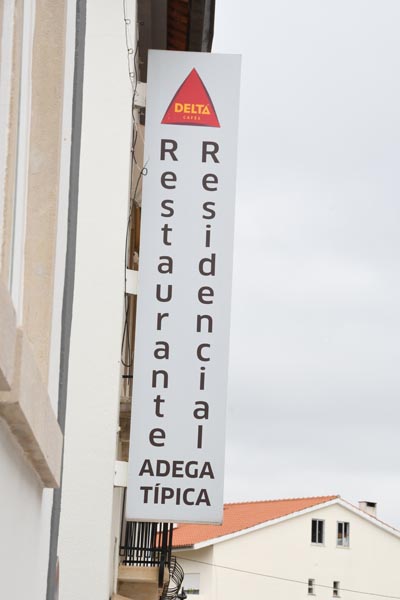 DELTA
CAFÉS
Restaurante
Residencial
ADEGA
TÍPICA